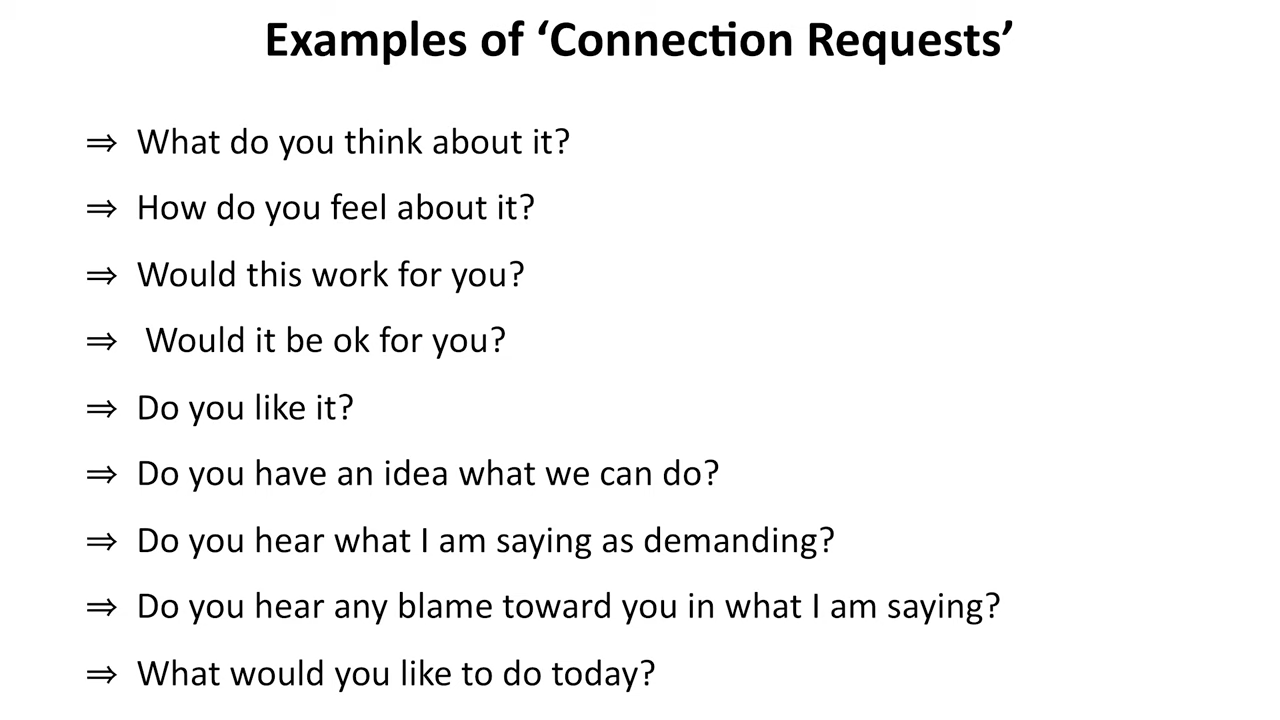 Examples of ‘Connection Requests’
⇒ What do you think about it?
⇒ How do you feel about it?
⇒ Would this work for you?
⇒ Would it be ok for you?
⇒ Do you like it?
⇒ Do you have an idea what we can do?
⇒ Do you hear what I am saying as demanding?
⇒ Do you hear any blame toward you in what I am saying?
⇒ What would you like to do today?